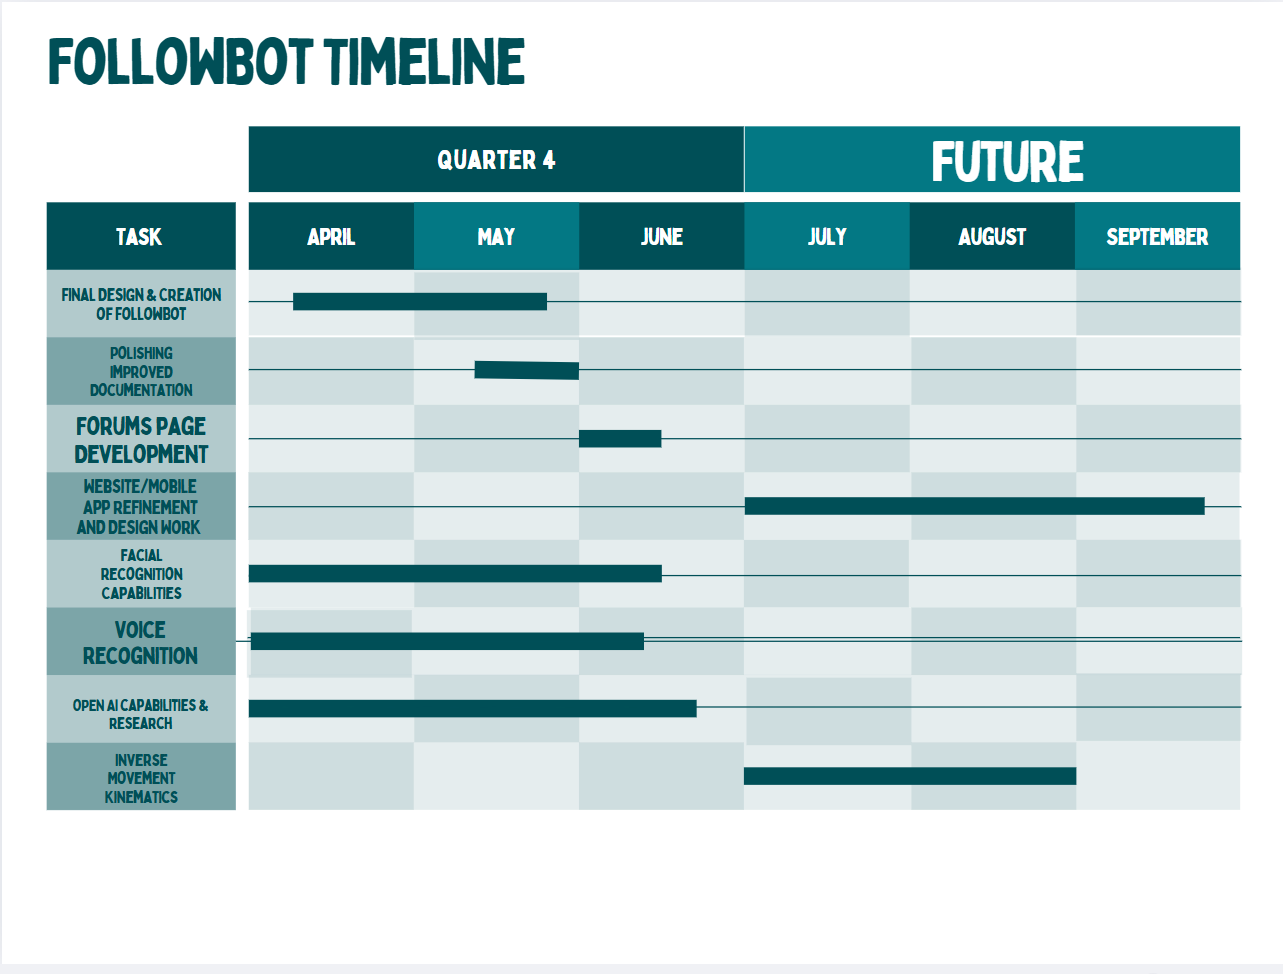 FOLLOWBOT TIMELINE
QUARTER 4
FUTURE
TASK
APRIL
MAY
JUNE
JULY
AUGUST
SEPTEMBER
FINAL DESIGN & CREATION
OF FOLLOWBOT
POLISHING
IMPROVED
DOCUMENTATION
FORUMS PAGE
DEVELOPMENT
WEBSITE/MOBILE
APP REFINEMENT
AND DESIGN WORK
FACIAL
RECOGNITION
CAPABILITIES
VOICE
RECOGNITION
OPEN AI CAPABILITIES &
RESEARCH
INVERSE
MOVEMENT
KINEMATICS